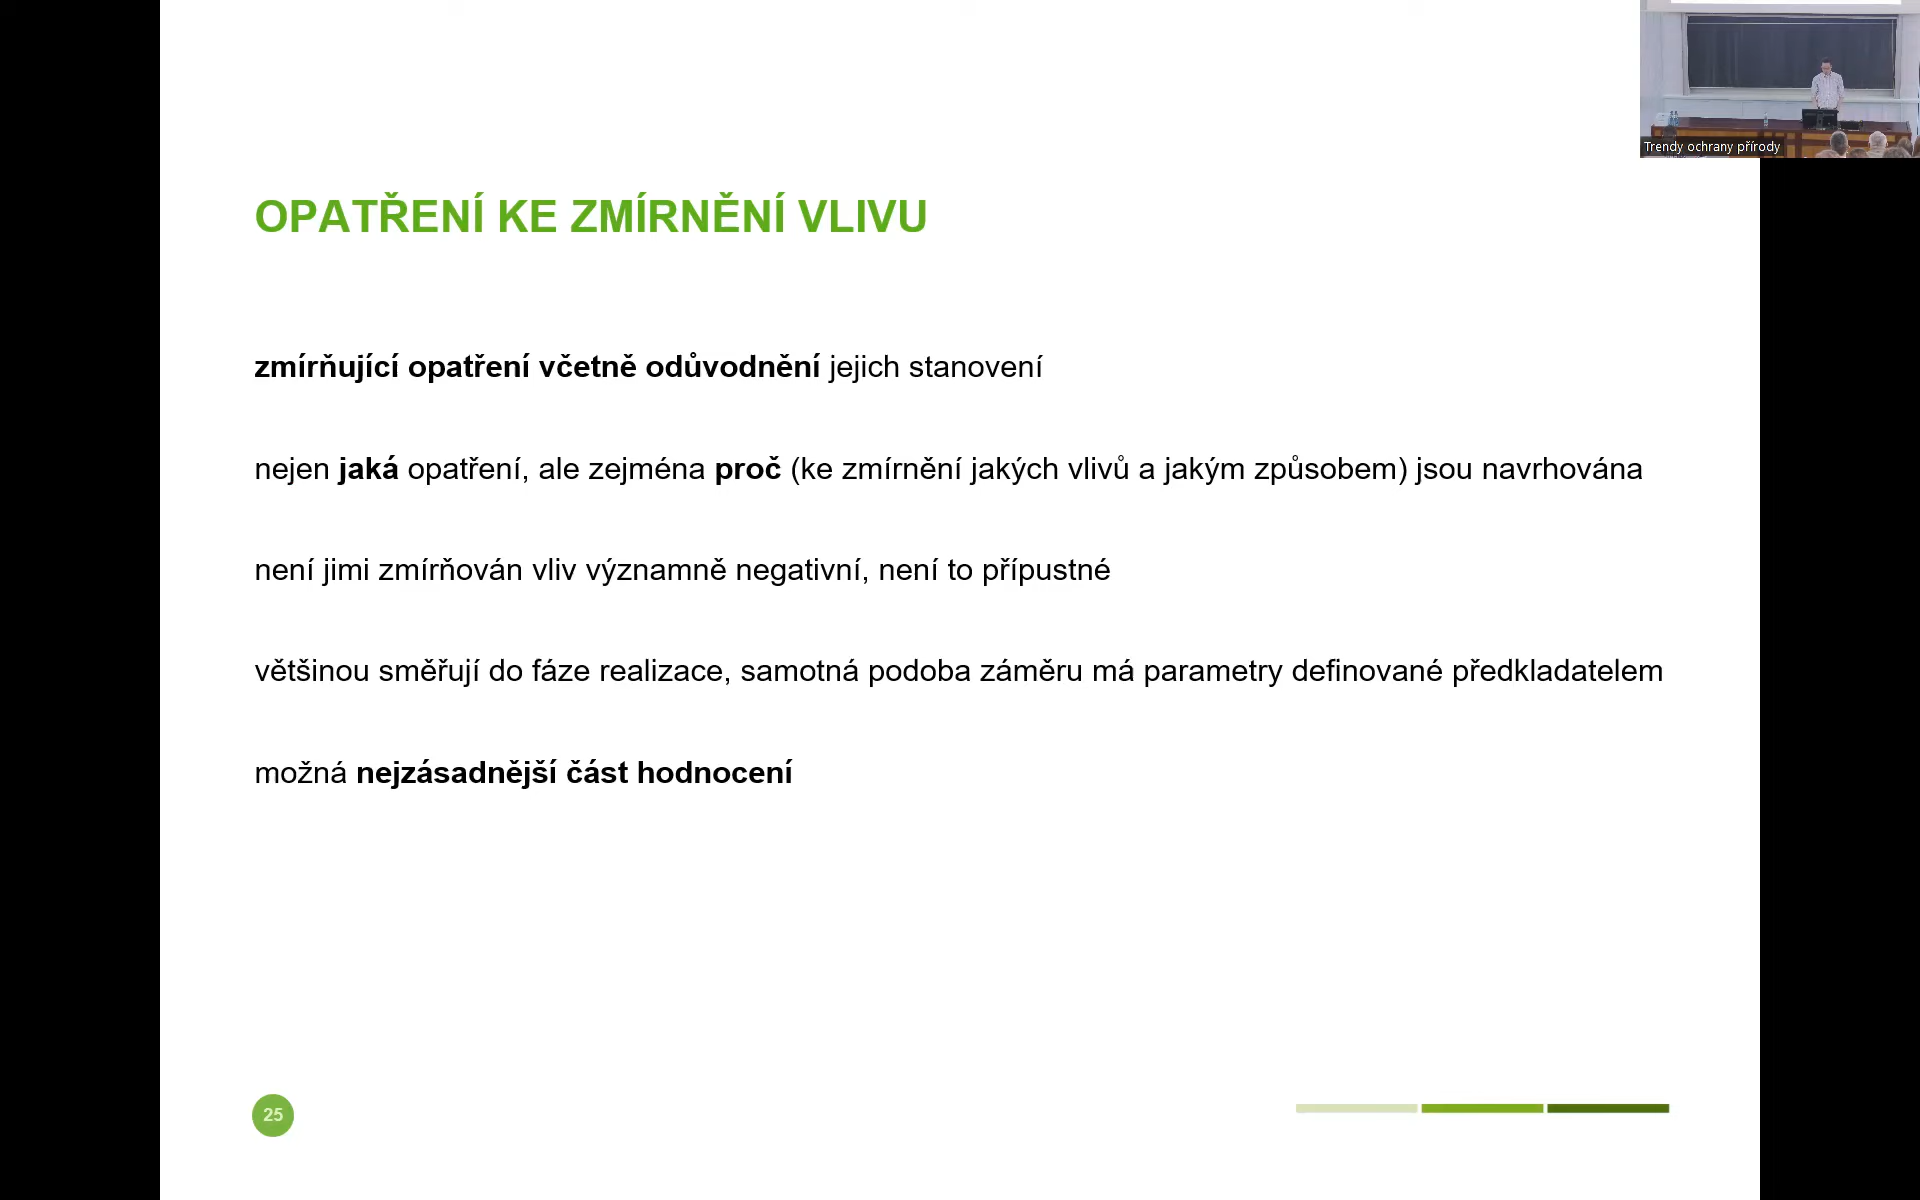 Trendy ochrany přírody
OPATŘENÍ KE ZMÍRNĚNÍ VLIVU
zmírňující opatření včetně odůvodnění jejich stanovení
nejen jaká opatření, ale zejména proč (ke zmírnění jakých vlivů a jakým způsobem) jsou navrhována
není jimi zmírňován vliv významně negativní, není to přípustné
většinou směřují do fáze realizace, samotná podoba záměru má parametry definované předkladatelem
možná nejzásadnější část hodnocení
25